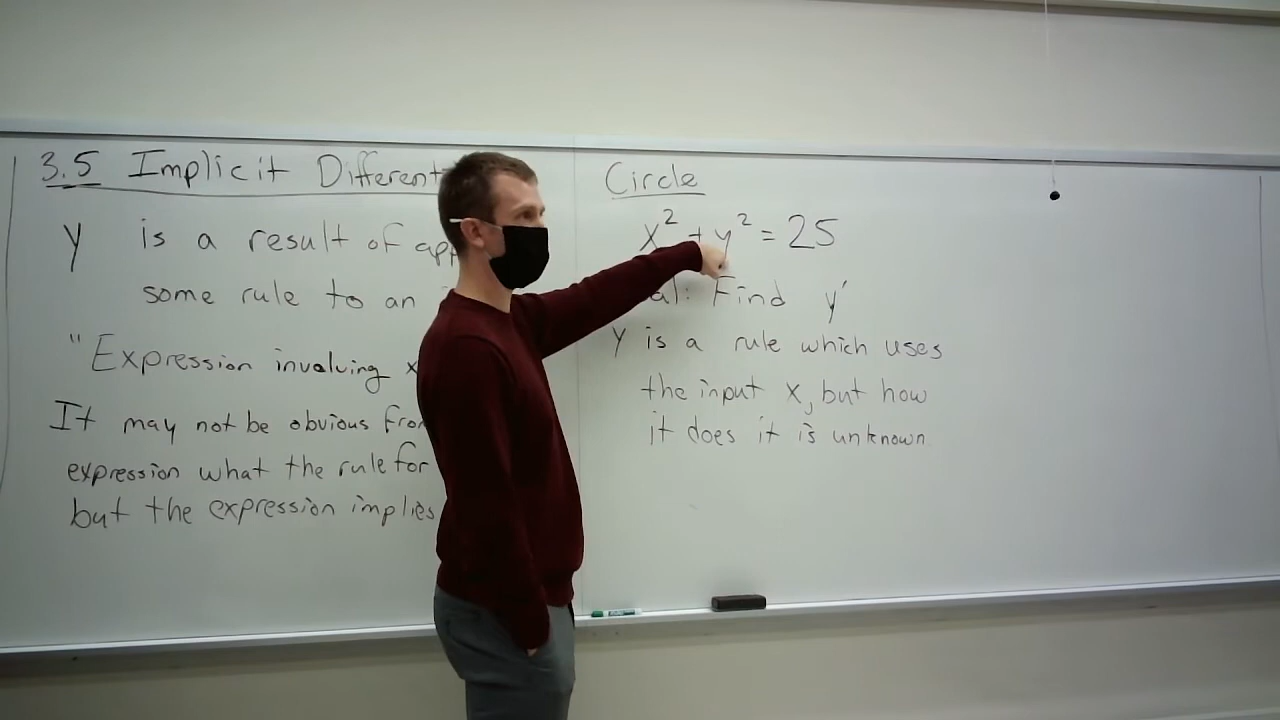 3.5 Implicit Different
y is a result of app
some rule to an
"Expression involving x
It may not be obvious from
expression what the rule for
but the expression implies
Circle
x² + y² = 25
al: Find y'
y is a rule which uses
the input x, but how
it does it is unknown